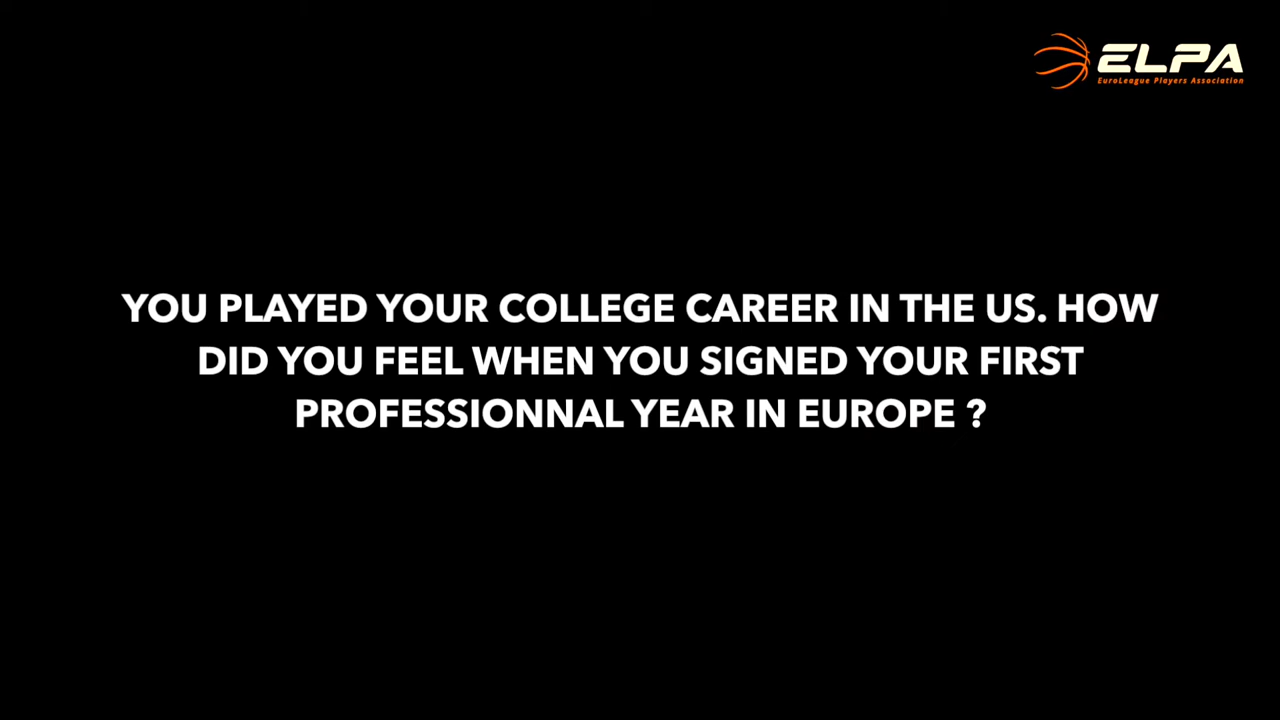 ELPA
EuroLeague Players Association
YOU PLAYED YOUR COLLEGE CAREER IN THE US. HOW
DID YOU FEEL WHEN YOU SIGNED YOUR FIRST
PROFESSIONNAL YEAR IN EUROPE ?